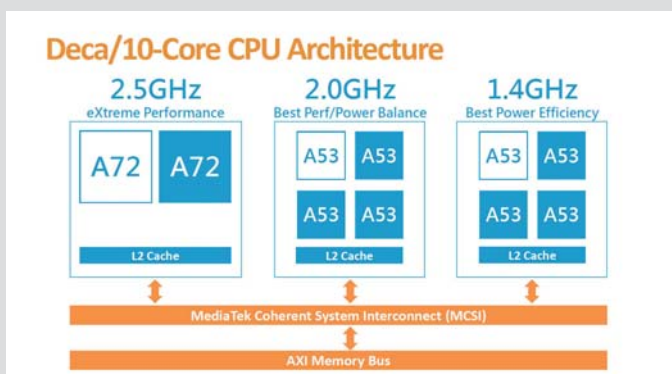 Deca/10-Core CPU Architecture
2.5GHz
eXtreme Performance
A72 A72
L2 Cache
2.0GHz
Best Perf/Power Balance
A53 A53
A53 A53
L2 Cache
1.4GHz
Best Power Efficiency
A53 A53
A53 A53
L2 Cache
MediaTek Coherent System Interconnect (MCSI)
AXI Memory Bus